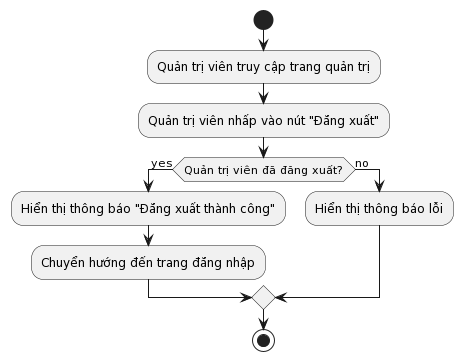 Quản trị viên truy cập trang quản trị
Quản trị viên nhấp vào nút "Đăng xuất"
yes
Quản trị viên đã đăng xuất?
no
Hiển thị thông báo "Đăng xuất thành công"
Hiển thị thông báo lỗi
Chuyển hướng đến trang đăng nhập